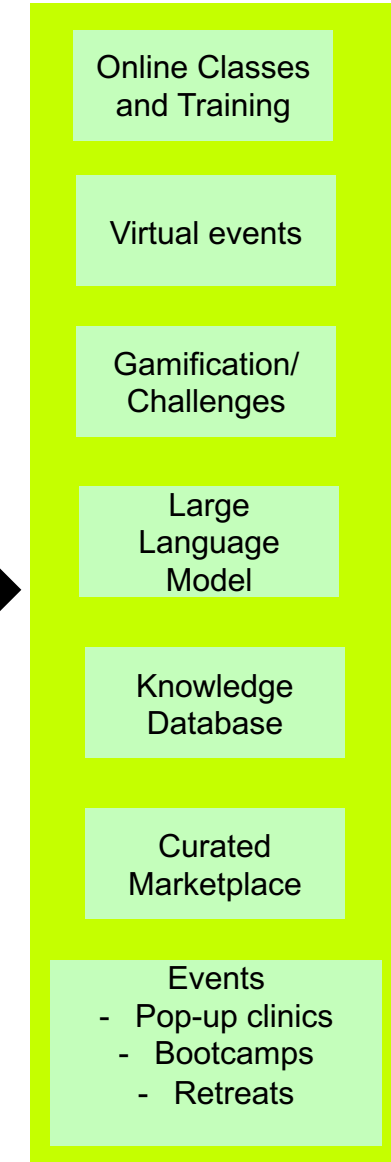 Online Classes
and Training
Virtual events
Gamification/
Challenges
Large
Language
Model
Knowledge
Database
Curated
Marketplace
Events
- Pop-up clinics
- Bootcamps
- Retreats